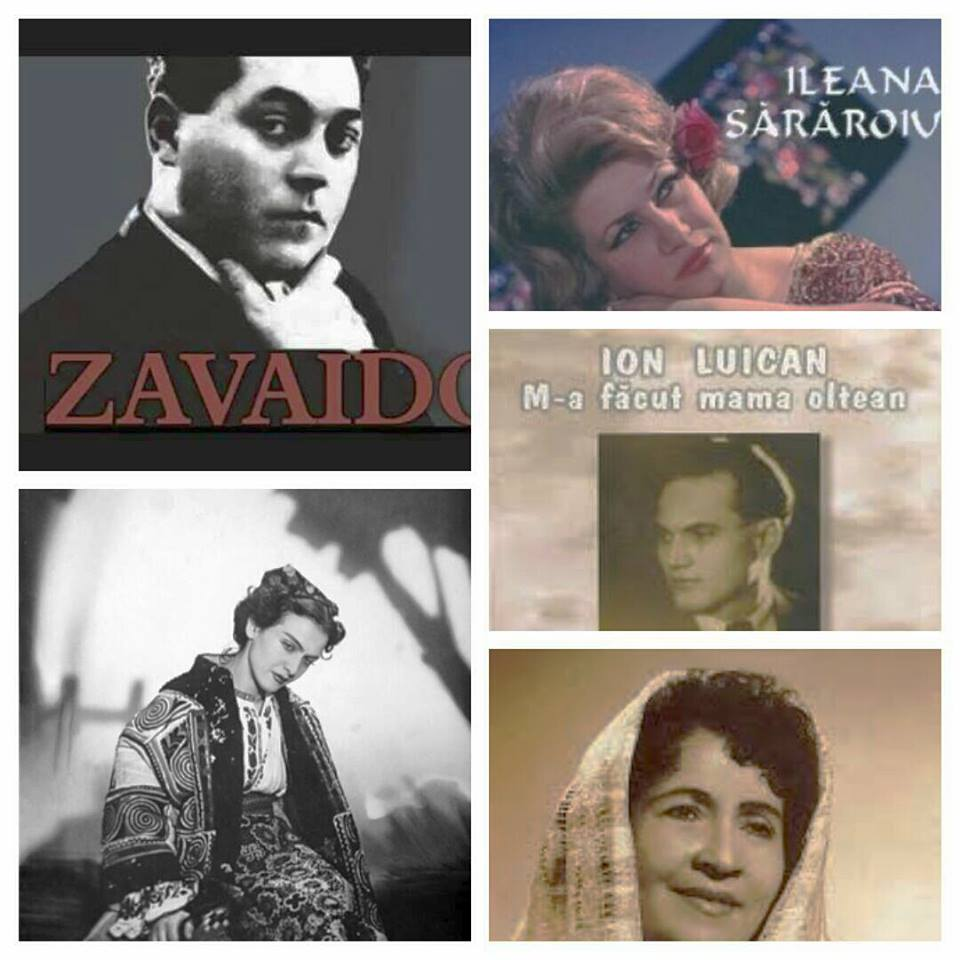 ZAVAIDO
ILEANA
SĂRĂROIU
ION LUICAN
M-a făcut mama oltean